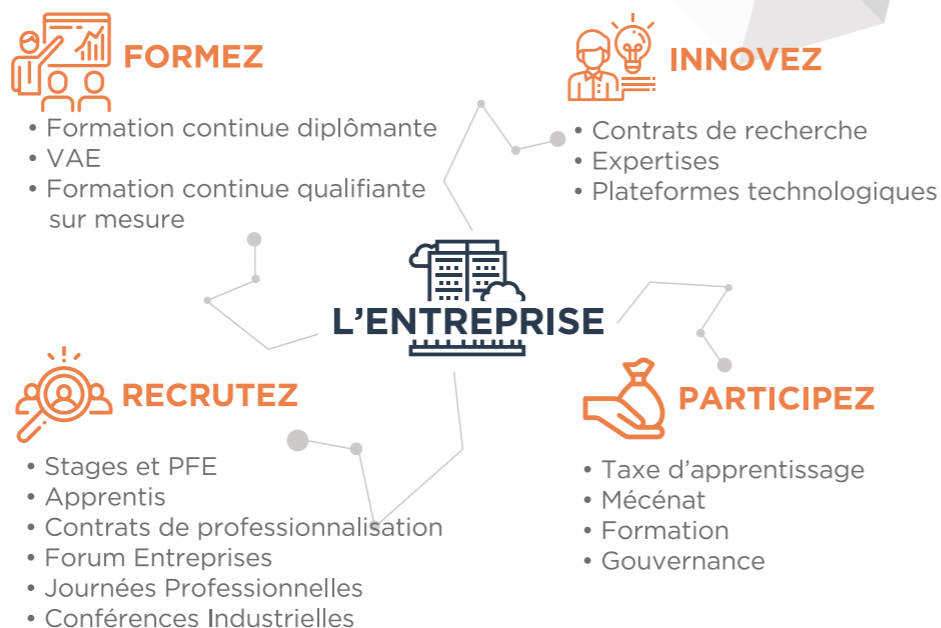 FORMEZ
• Formation continue diplômante
• VAE
• Formation continue qualifiante
sur mesure
INNOVEZ
• Contrats de recherche
• Expertises
• Plateformes technologiques
L'ENTREPRISE
RECRUTEZ
• Stages et PFE
• Apprentis
• Contrats de professionnalisation
• Forum Entreprises
• Journées Professionnelles
• Conférences Industrielles
PARTICIPEZ
• Taxe d'apprentissage
• Mécénat
• Formation
• Gouvernance